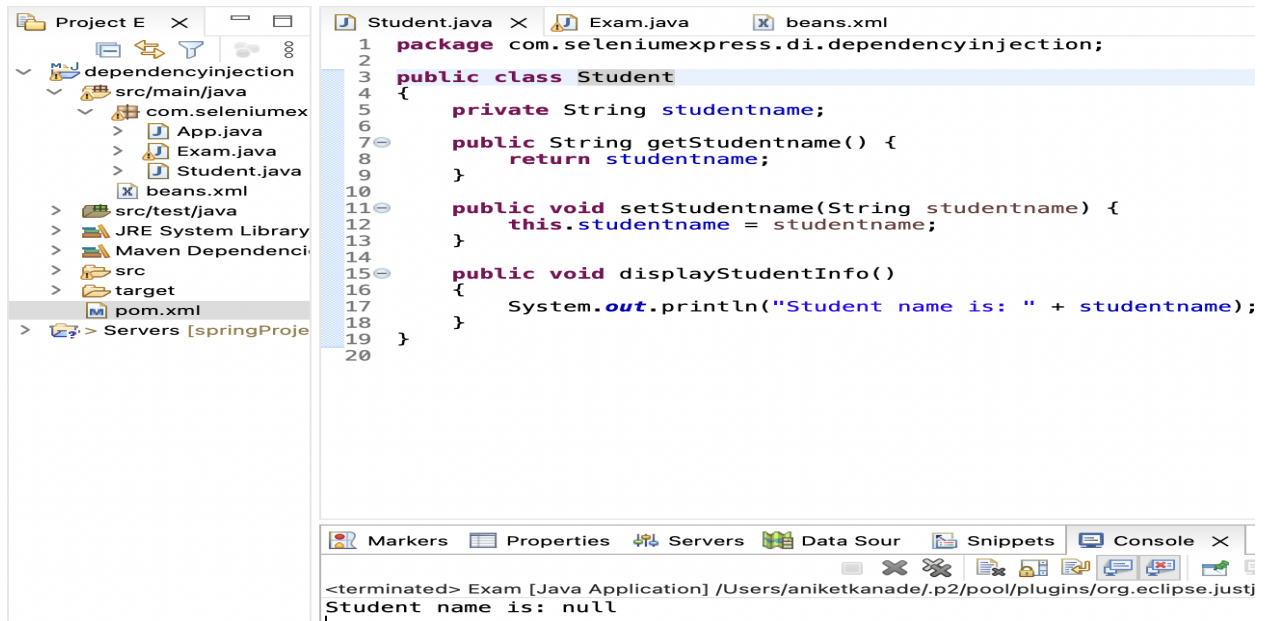 Project E
dependencyinjection
src/main/java
com.seleniumex
App.java
Exam.java
Student.java
beans.xml
src/test/java
JRE System Library
Maven Dependenci
src
target
pom.xml
> Servers [springProje
Student.java
Exam.java
beans.xml
1 package com.seleniumexpress.di.dependencyinjection;
2
3 public class Student
4 {
5 private String studentname;
6
7 public String getStudentname() {
8 return studentname;
9 }
10
11 public void setStudentname(String studentname) {
12 this.studentname = studentname;
13 }
14
15 public void displayStudentInfo()
16 {
17 System.out.println("Student name is: " + studentname);
18 }
19 }
20
Markers Properties Servers Data Sour Snippets Console
<terminated> Exam [Java Application] /Users/aniketkanade/.p2/pool/plugins/org.eclipse.justj
Student name is: null